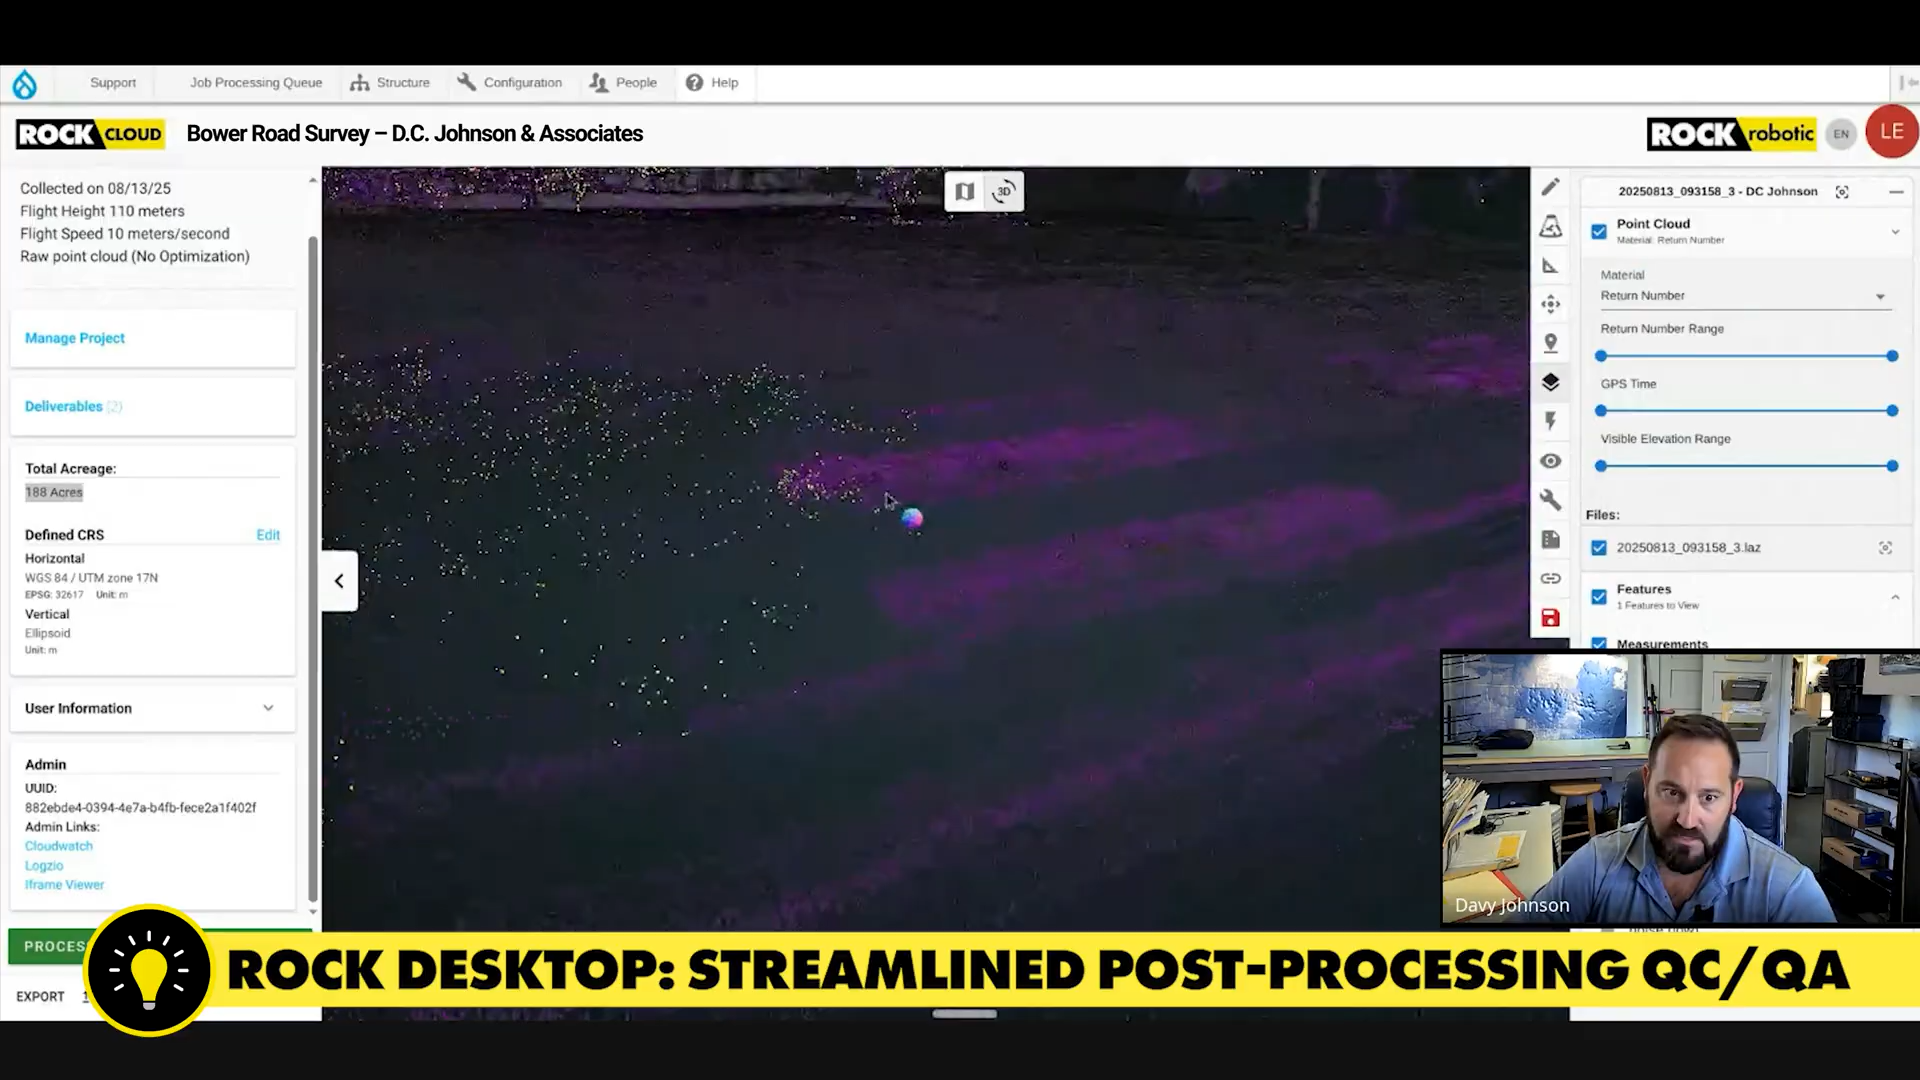 Support
Job Processing Queue
Structure
Configuration
People
Help
ROCK CLOUD
Bower Road Survey – D.C. Johnson & Associates
ROCK robotic
EN
LE
Collected on 08/13/25
Flight Height 110 meters
Flight Speed 10 meters/second
Raw point cloud (No Optimization)
Manage Project
Deliverables (2)
Total Acreage:
188 Acres
Defined CRS
Edit
Horizontal
WGS 84 / UTM zone 17N
EPSG: 32617 Unit: m
Vertical
Ellipsoid
Unit: m
User Information
Admin
UUID:
882ebde4-0394-4e7a-b4fb-fece2a1f402f
Admin Links:
Cloudwatch
Logzio
Iframe Viewer
EXPORT
3D
20250813_093158_3 - DC Johnson
Point Cloud
Material: Return Number
Material
Return Number
Return Number Range
GPS Time
Visible Elevation Range
Files:
20250813_093158_3.laz
Features
1 Features to View
Measurements
Davy Johnson
ROCK DESKTOP: STREAMLINED POST-PROCESSING QC/QA